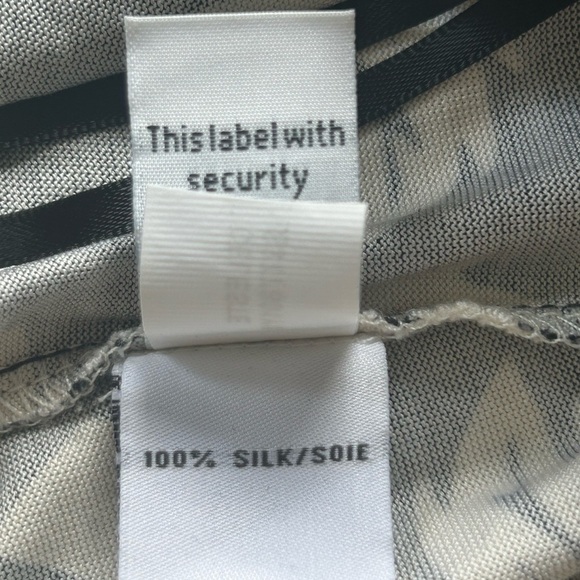 This label with
security
100% SILK/SOIE